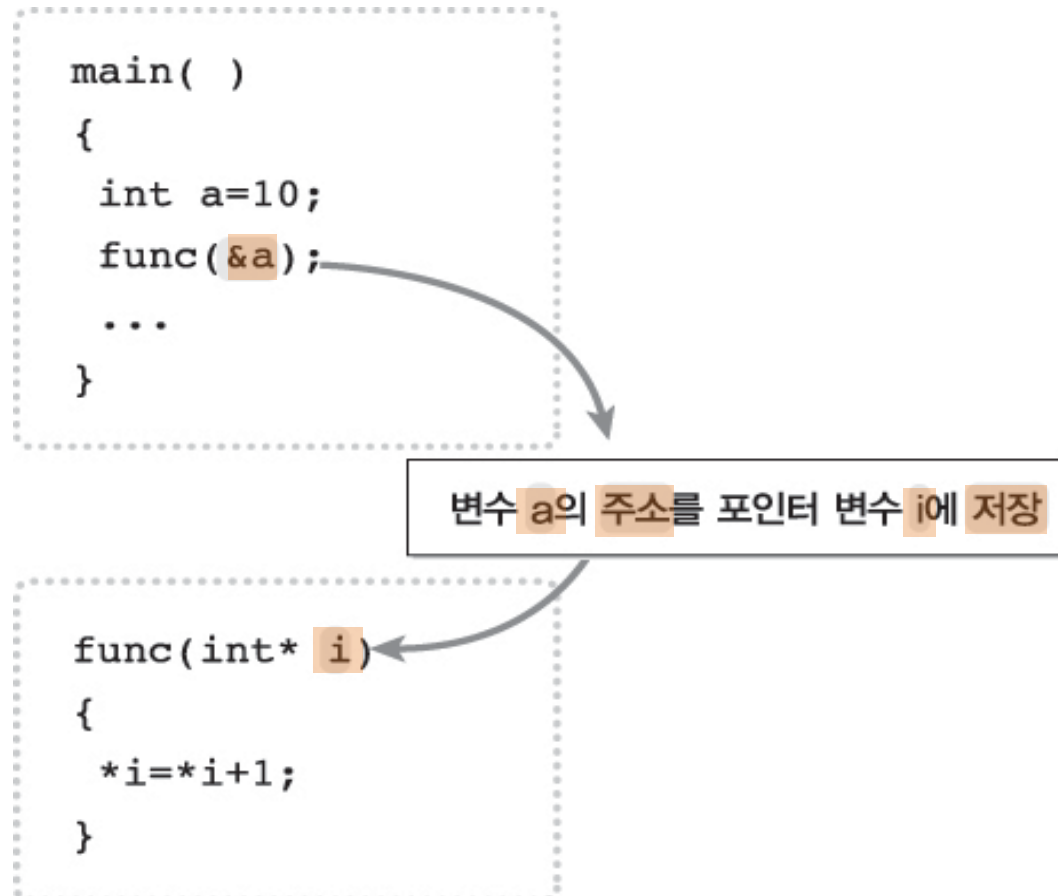 main( )
{
int a=10;
func(&a);
...
}
변수 a의 주소를 포인터 변수 i에 저장
func(int* i)
{
*i=*i+1;
}